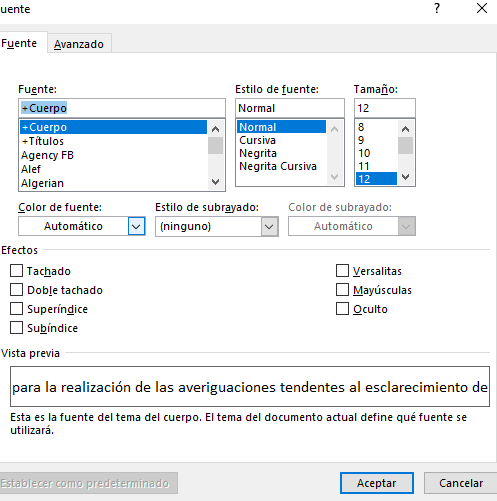 uente ? ×
Fuente Avanzado
Fuente: Estilo de fuente: Tamaño:
+Cuerpo Normal 12
+Cuerpo Normal 8
+Títulos Cursiva 9
Agency FB Negrita 10
Alef Negrita Cursiva 11
Algerian 12
Color de fuente: Estilo de subrayado: Color de subrayado:
Automático (ninguno) Automático
Efectos
Tachado Versalitas
Doble tachado Mayúsculas
Superíndice Oculto
Subíndice
Vista previa
para la realización de las averiguaciones tendentes al esclarecimiento de
Esta es la fuente del tema del cuerpo. El tema del documento actual define qué fuente se
utilizará.
Establecer como predeterminado Aceptar Cancelar